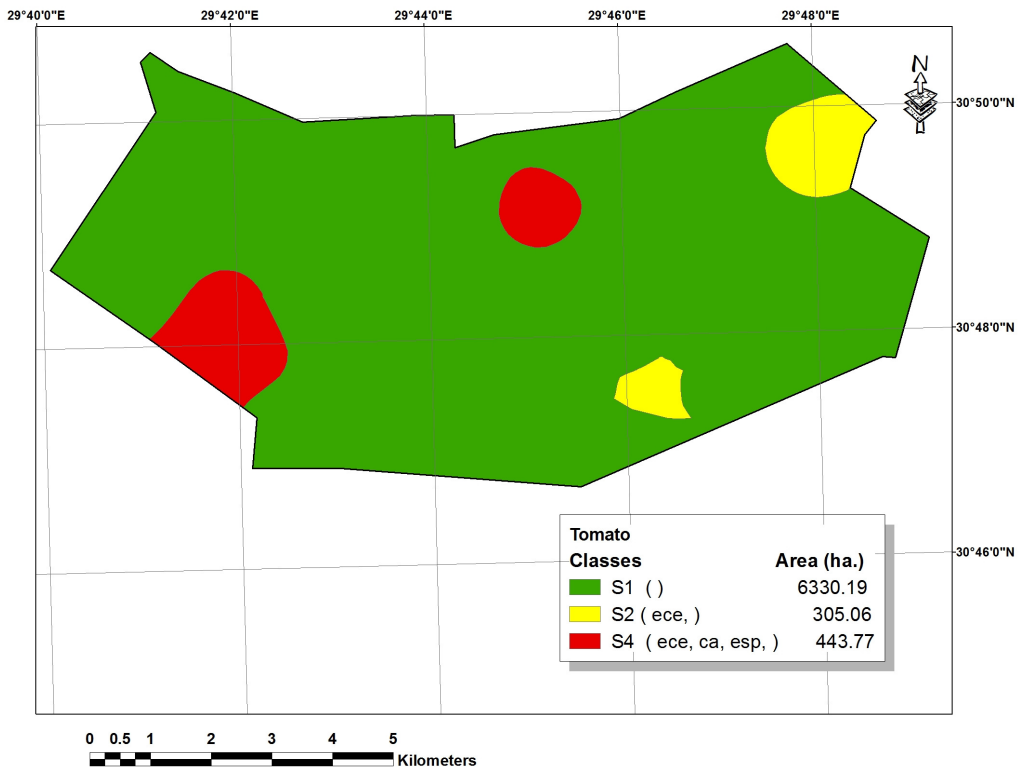 29°40'0"E 29°42'0"E 29°44'0"E 29°46'0"E 29°48'0"E
N
30°50'0"N
30°48'0"N
30°46'0"N
Tomato
Classes Area (ha.)
S1 ( ) 6330.19
S2 ( ece, ) 305.06
S4 ( ece, ca, esp, ) 443.77
0 0.5 1 2 3 4 5
Kilometers